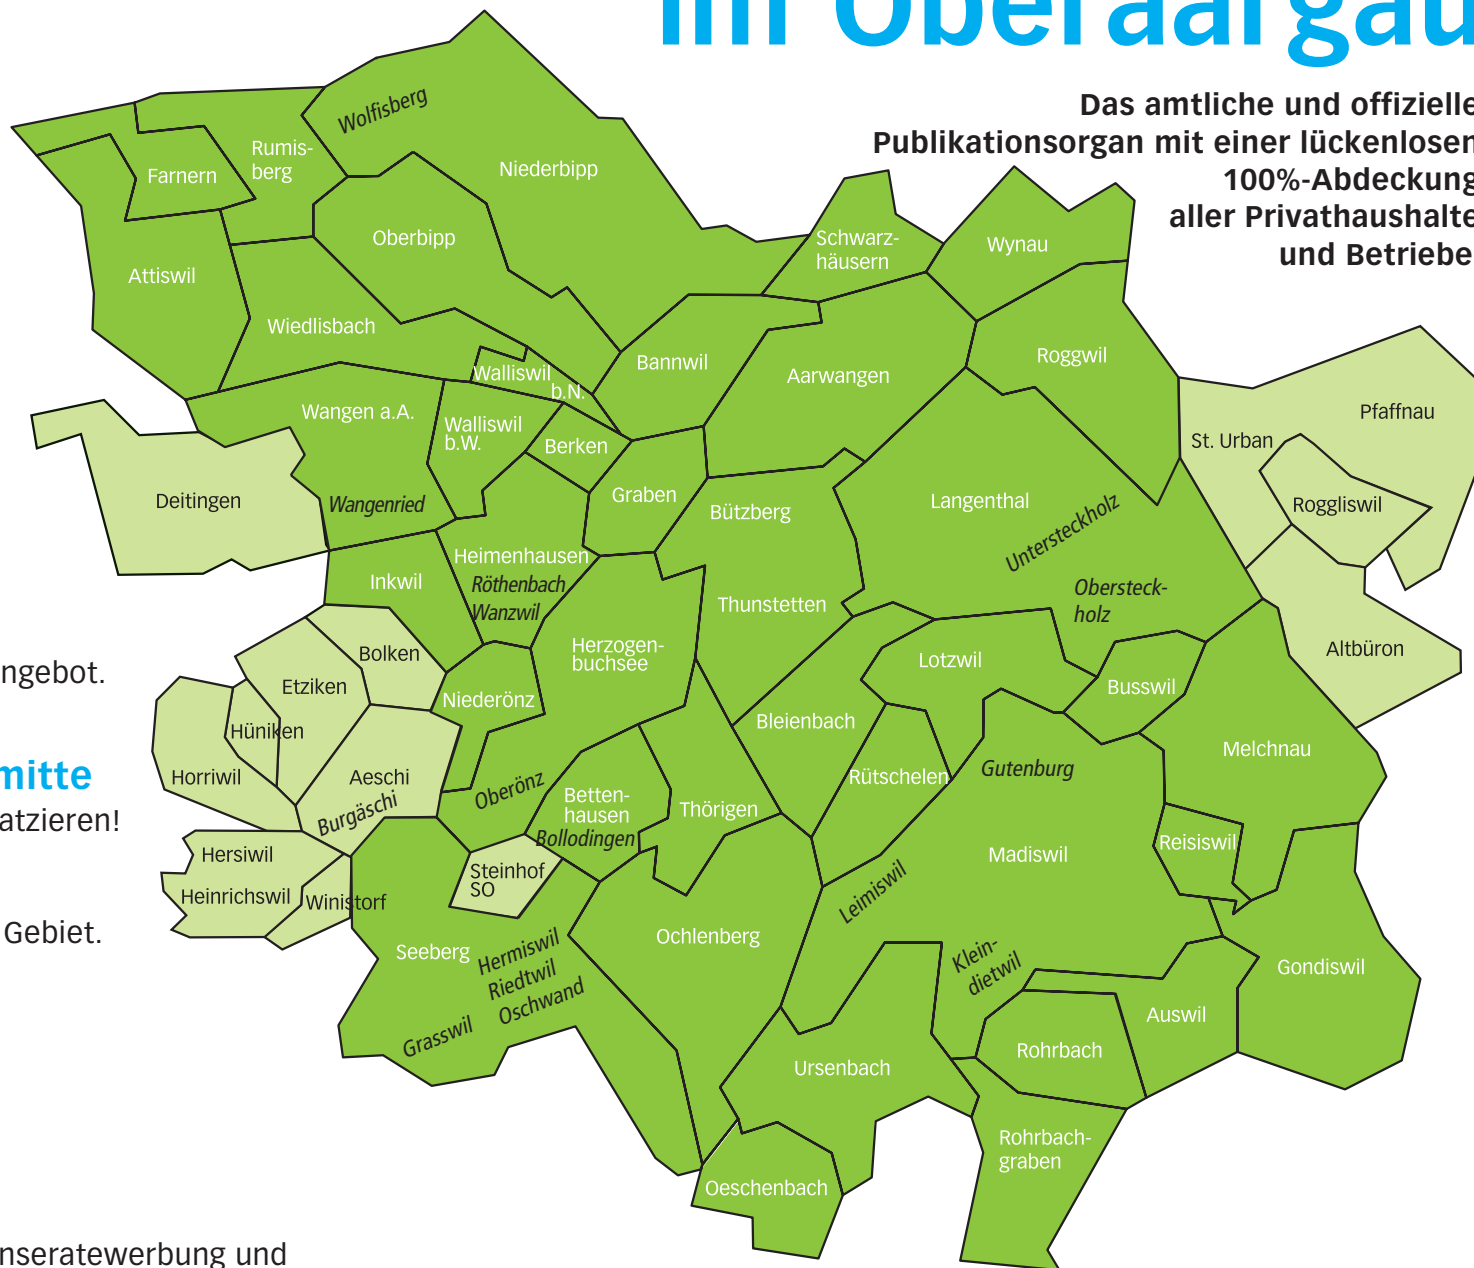 im Oberaargau
Das amtliche und offizielle
Publikationsorgan mit einer lückenlosen
100%-Abdeckung
aller Privathaushalte
und Betriebe
Wolfisberg
Rumis-
berg
Farnern
Niederbipp
Oberbipp
Schwarz-
häusern
Wynau
Attiswil
Wiedlisbach
Walliswil
b.N.
Bannwil
Aarwangen
Roggwil
Wangen a.A.
Walliswil
b.W.
Berken
Pfaffnau
St. Urban
Deitingen
Wangenried
Graben
Bützberg
Langenthal
Roggliswil
Untersteckholz
Heimenhausen
Röthenbach
Wanzwil
Inkwil
Thunstetten
Obersteck-
holz
Bolken
Herzogen-
buchsee
Lotzwil
Altbüron
ngebot.
Etziken
Niederönz
Busswil
Hüniken
Bleienbach
Melchnau
mitte
Horriwil
Aeschi
Burgäschi
Oberönz
Rütschelen
Gutenburg
atzieren!
Betten-
hausen
Bollodingen
Thörigen
Hersiwil
Steinhof
SO
Madiswil
Reisiswil
Heinrichswil
Winistorf
Leimiswil
Gebiet.
Seeberg
Hermiswil
Riedtwil
Oschwand
Grasswil
Ochlenberg
Klein-
dietwil
Gondiswil
Auswil
Ursenbach
Rohrbach
Rohrbach-
graben
Oeschenbach
nseratewerbung und